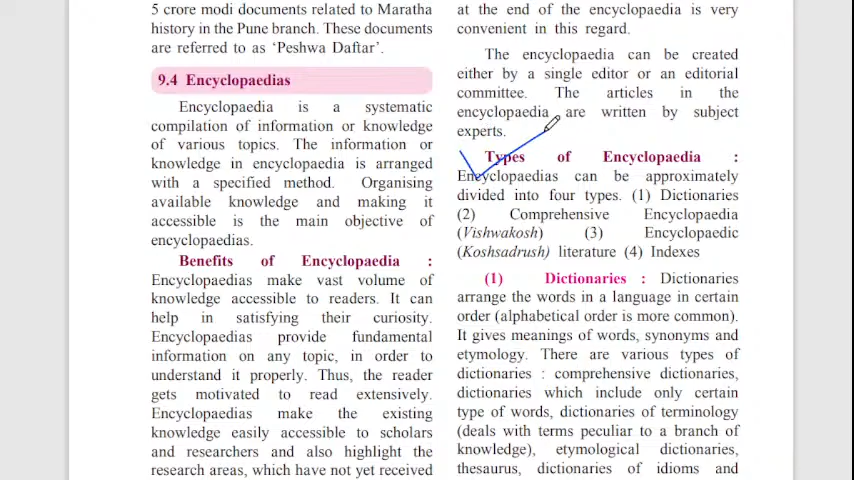 5 crore modi documents related to Maratha
history in the Pune branch. These documents
are referred to as ‘Peshwa Daftar’.
9.4 Encyclopaedias
Encyclopaedia is a systematic
compilation of information or knowledge
of various topics. The information or
knowledge in encyclopaedia is arranged
with a specified method. Organising
available knowledge and making it
accessible is the main objective of
encyclopaedias.
Benefits of Encyclopaedia :
Encyclopaedias make vast volume of
knowledge accessible to readers. It can
help in satisfying their curiosity.
Encyclopaedias provide fundamental
information on any topic, in order to
understand it properly. Thus, the reader
gets motivated to read extensively.
Encyclopaedias make the existing
knowledge easily accessible to scholars
and researchers and also highlight the
research areas, which have not yet received
at the end of the encyclopaedia is very
convenient in this regard.
The encyclopaedia can be created
either by a single editor or an editorial
committee. The articles in the
encyclopaedia are written by subject
experts.
Types of Encyclopaedia :
Encyclopaedias can be approximately
divided into four types. (1) Dictionaries
(2) Comprehensive Encyclopaedia
(Vishwakosh) (3) Encyclopaedic
(Koshsadrush) literature (4) Indexes
(1) Dictionaries : Dictionaries
arrange the words in a language in certain
order (alphabetical order is more common).
It gives meanings of words, synonyms and
etymology. There are various types of
dictionaries : comprehensive dictionaries,
dictionaries which include only certain
type of words, dictionaries of terminology
(deals with terms peculiar to a branch of
knowledge), etymological dictionaries,
thesaurus, dictionaries of idioms and